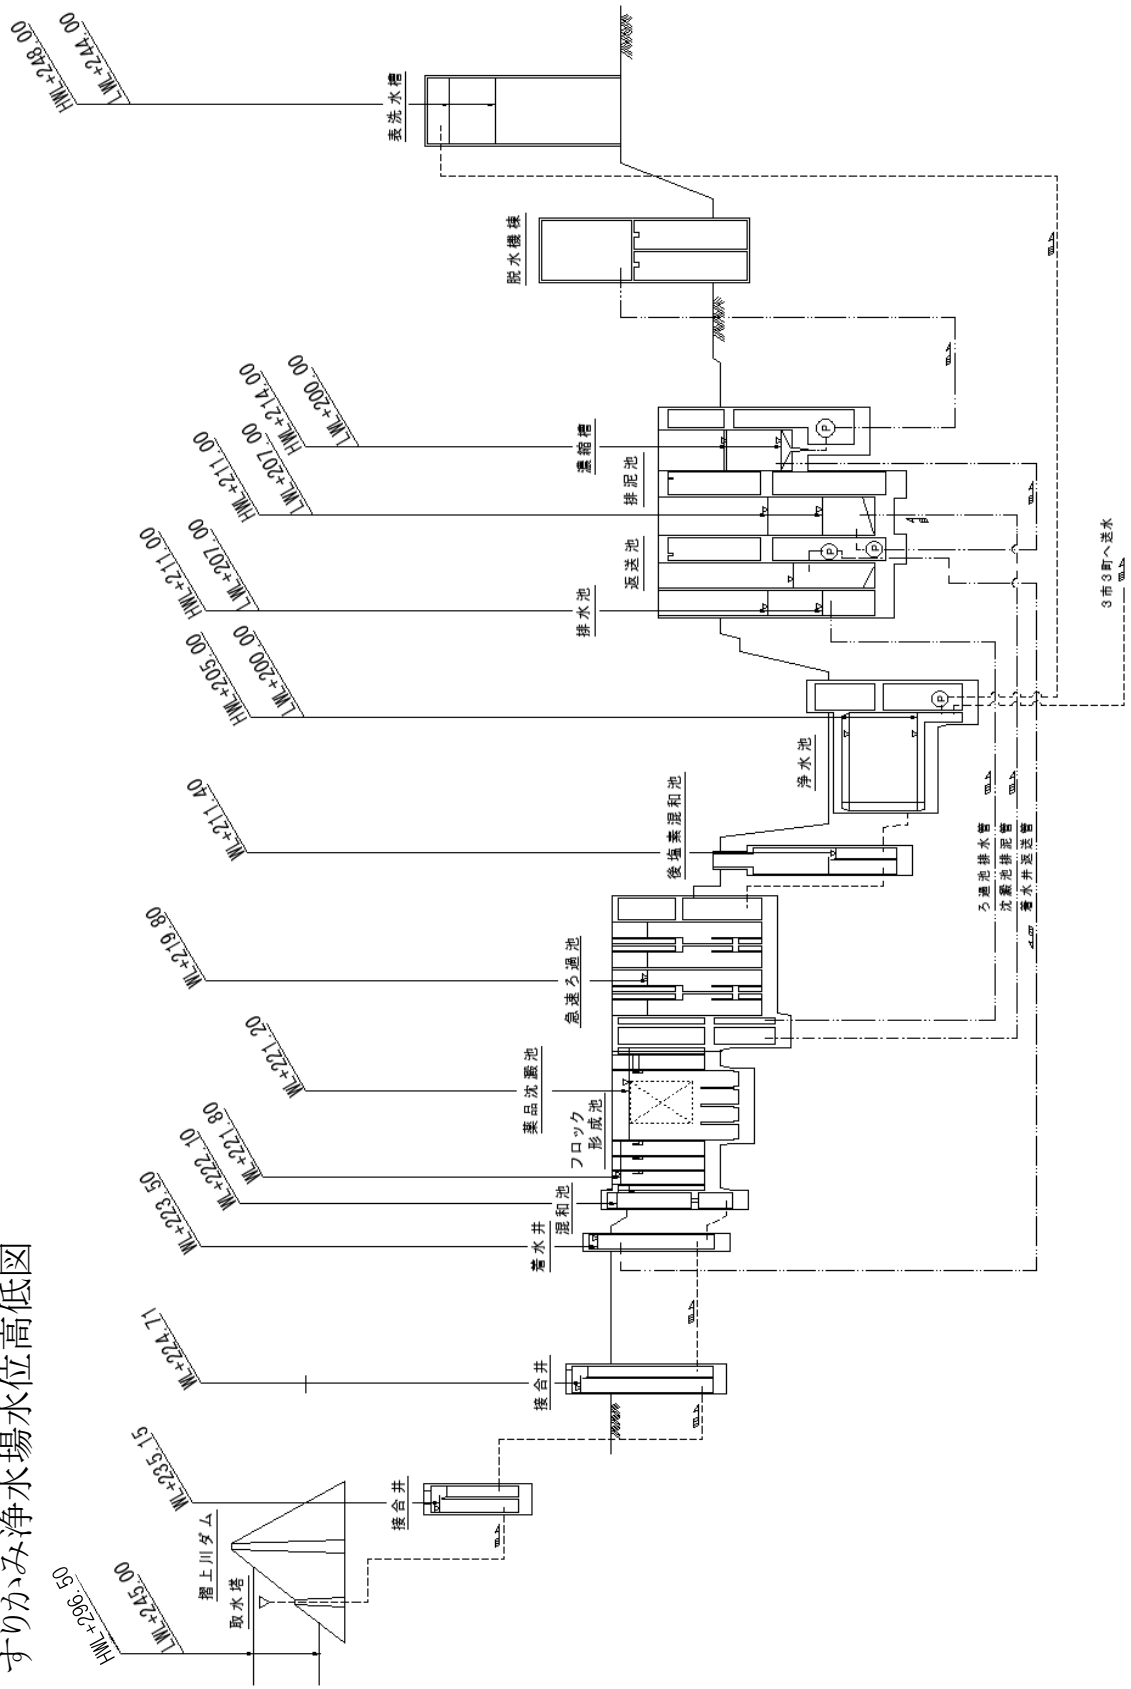 すりかみ浄水場水位高低図
HWL+296.50
LWL+245.00
取水塔
摺上川ダム
WL+235.15
接合井
WL+224.71
接合井
WL+223.50
着水井
WL+222.10
混和池
WL+221.80
フロック
形成池
WL+221.20
薬品沈澱池
WL+219.80
急速ろ過池
WL+211.40
後塩素混和池
HWL+205.00
LWL+200.00
浄水池
HWL+211.00
LWL+207.00
排水池
返送池
HWL+211.00
LWL+207.00
排泥池
HWL+214.00
LWL+200.00
濃縮槽
脱水機棟
HWL+248.00
LWL+244.00
表洗水槽
P
P
P
P
ろ過池排水管
沈澱池排泥管
着水井返送管
3市3町へ送水